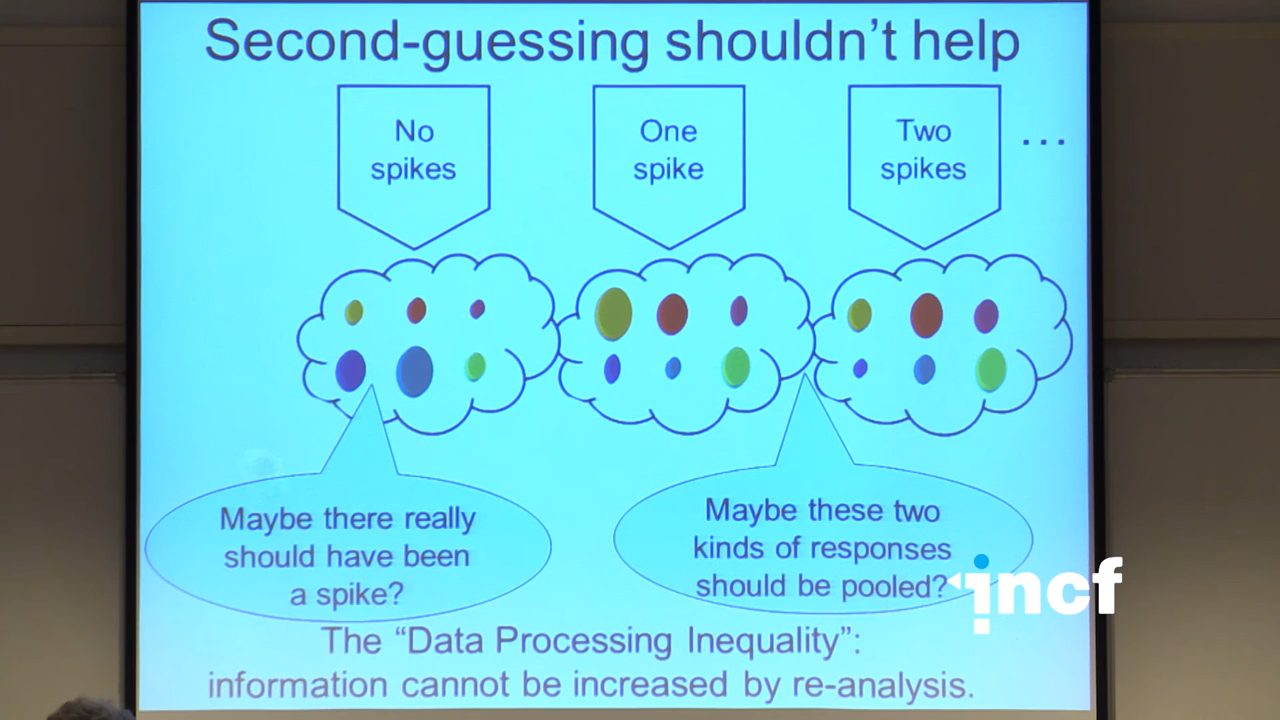 Second-guessing shouldn't help
No
spikes
One
spike
Two
spikes
...
Maybe there really
should have been
a spike?
Maybe these two
kinds of responses
should be pooled?
incf
The “Data Processing Inequality”:
information cannot be increased by re-analysis.